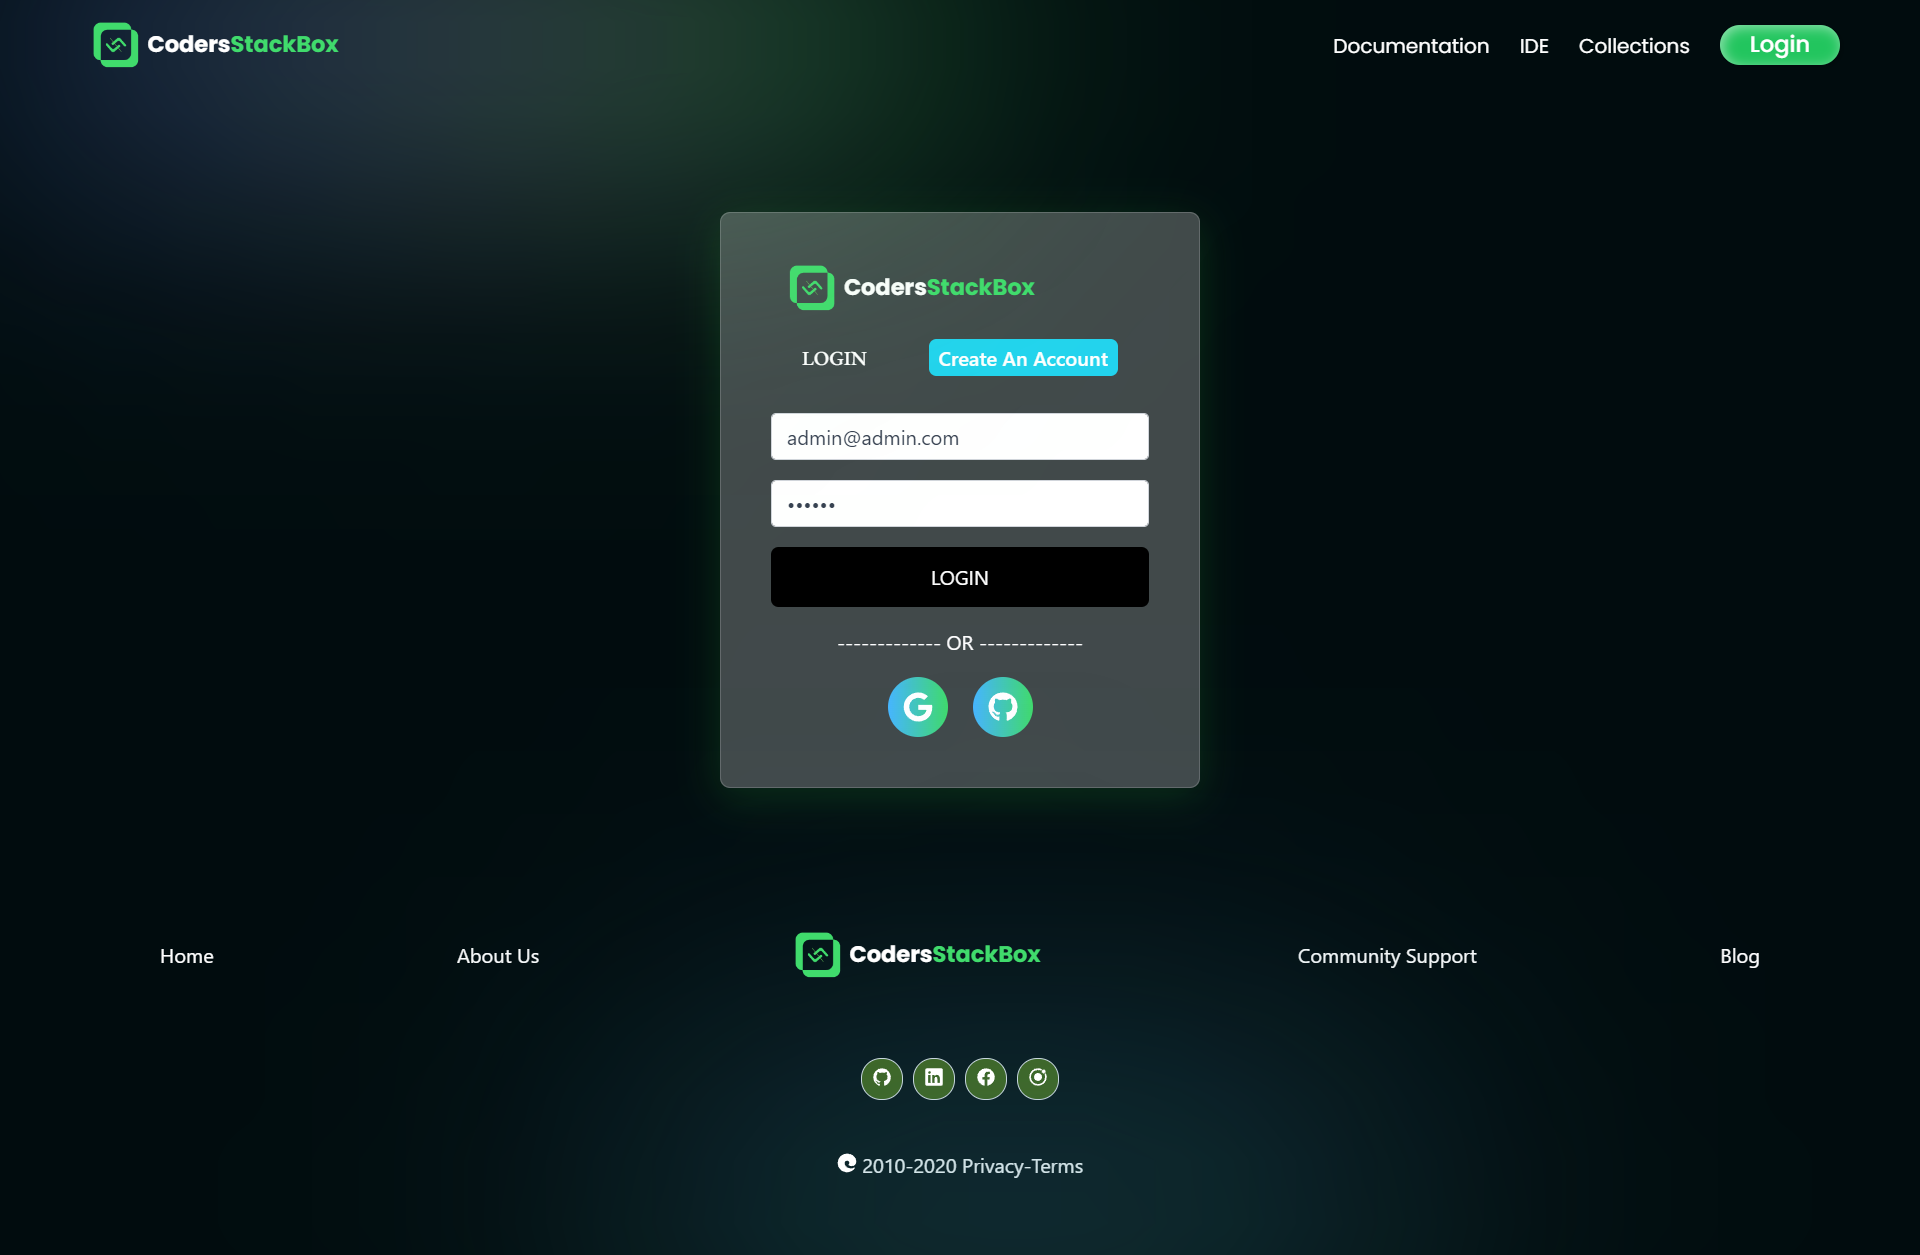 CodersStackBox
Documentation IDE Collections Login
CodersStackBox
LOGIN Create An Account
admin@admin.com
••••••
LOGIN
------------- OR -------------
Home About Us CodersStackBox Community Support Blog
2010-2020 Privacy-Terms